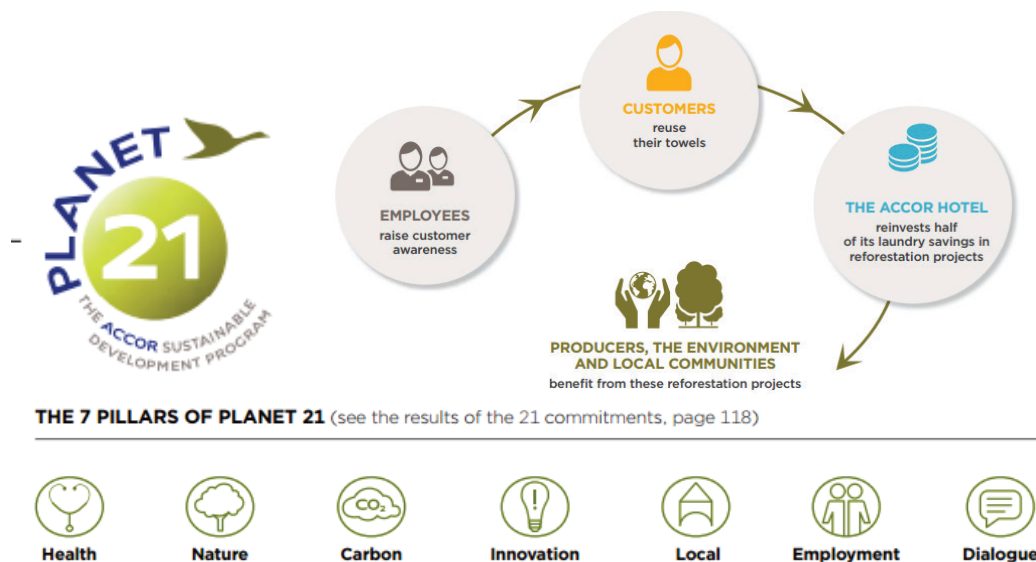 PLANET
21
THE ACCOR SUSTAINABLE
DEVELOPMENT PROGRAM
EMPLOYEES
raise customer
awareness
CUSTOMERS
reuse
their towels
THE ACCOR HOTEL
reinvests half
of its laundry savings in
reforestation projects
PRODUCERS, THE ENVIRONMENT
AND LOCAL COMMUNITIES
benefit from these reforestation projects
THE 7 PILLARS OF PLANET 21 (see the results of the 21 commitments, page 118)
CO₂
Health
Nature
Carbon
Innovation
Local
Employment
Dialogue